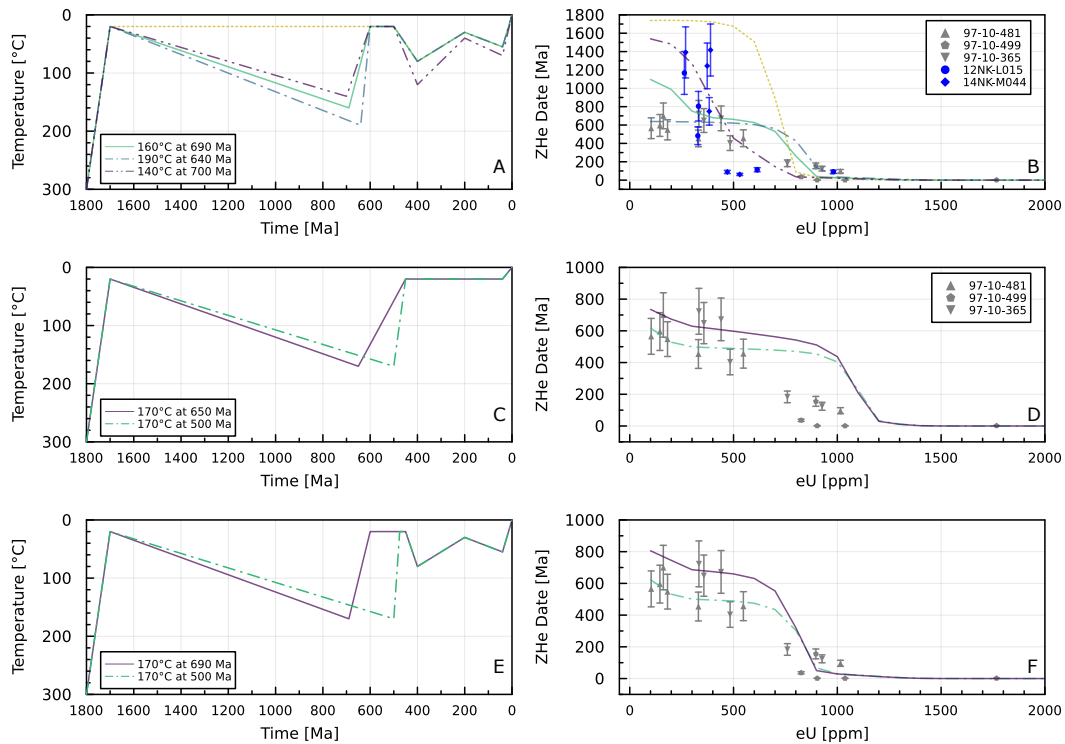 0
100
200
300
Temperature [°C]
160°C at 690 Ma
190°C at 640 Ma
140°C at 700 Ma
A
1800 1600 1400 1200 1000 800 600 400 200 0
Time [Ma]
1800
1600
1400
1200
1000
800
600
400
200
0
ZHe Date [Ma]
97-10-481
97-10-499
97-10-365
12NK-L015
14NK-M044
B
0 500 1000 1500 2000
eU [ppm]
0
100
200
300
Temperature [°C]
170°C at 650 Ma
170°C at 500 Ma
C
1800 1600 1400 1200 1000 800 600 400 200 0
Time [Ma]
1000
800
600
400
200
0
ZHe Date [Ma]
97-10-481
97-10-499
97-10-365
D
0 500 1000 1500 2000
eU [ppm]
0
100
200
300
Temperature [°C]
170°C at 690 Ma
170°C at 500 Ma
E
1800 1600 1400 1200 1000 800 600 400 200 0
Time [Ma]
1000
800
600
400
200
0
ZHe Date [Ma]
F
0 500 1000 1500 2000
eU [ppm]